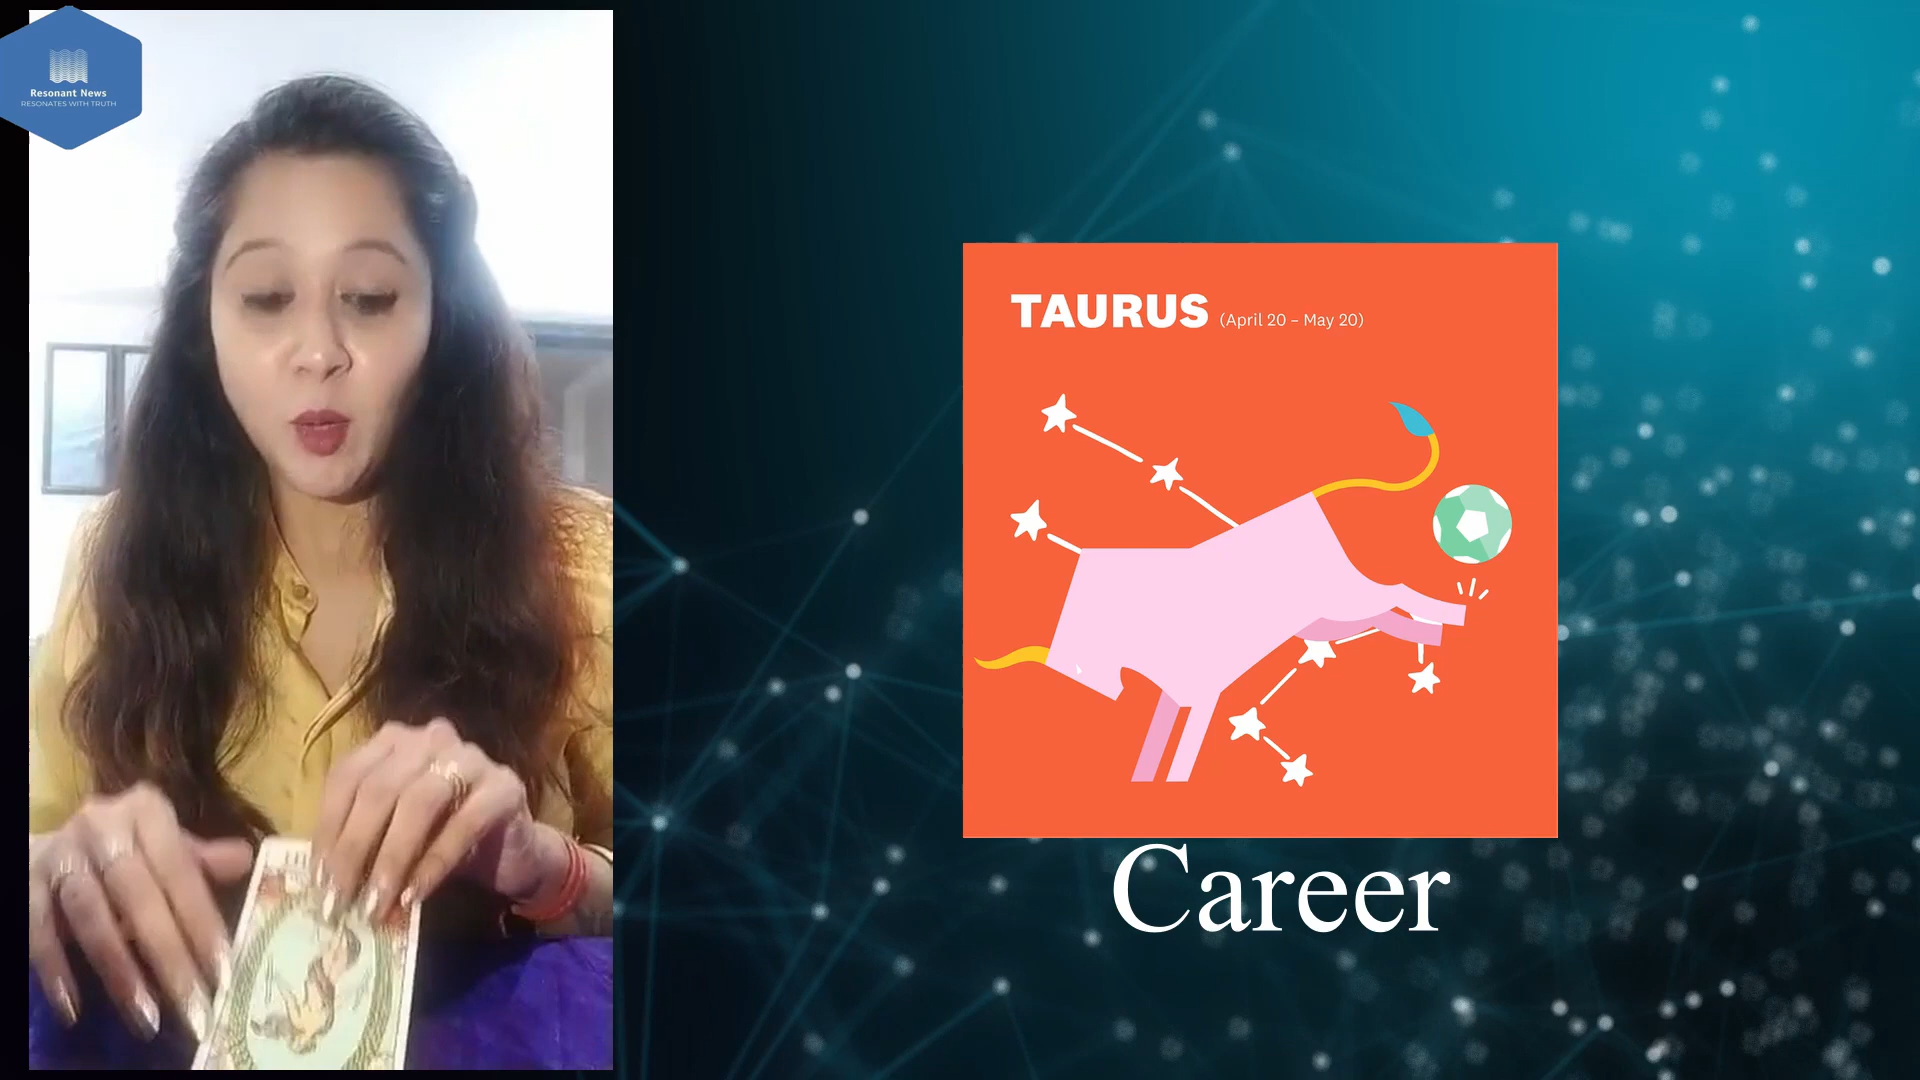 Resonant News
RESONATES WITH TRUTH
TAURUS (April 20 – May 20)
Career